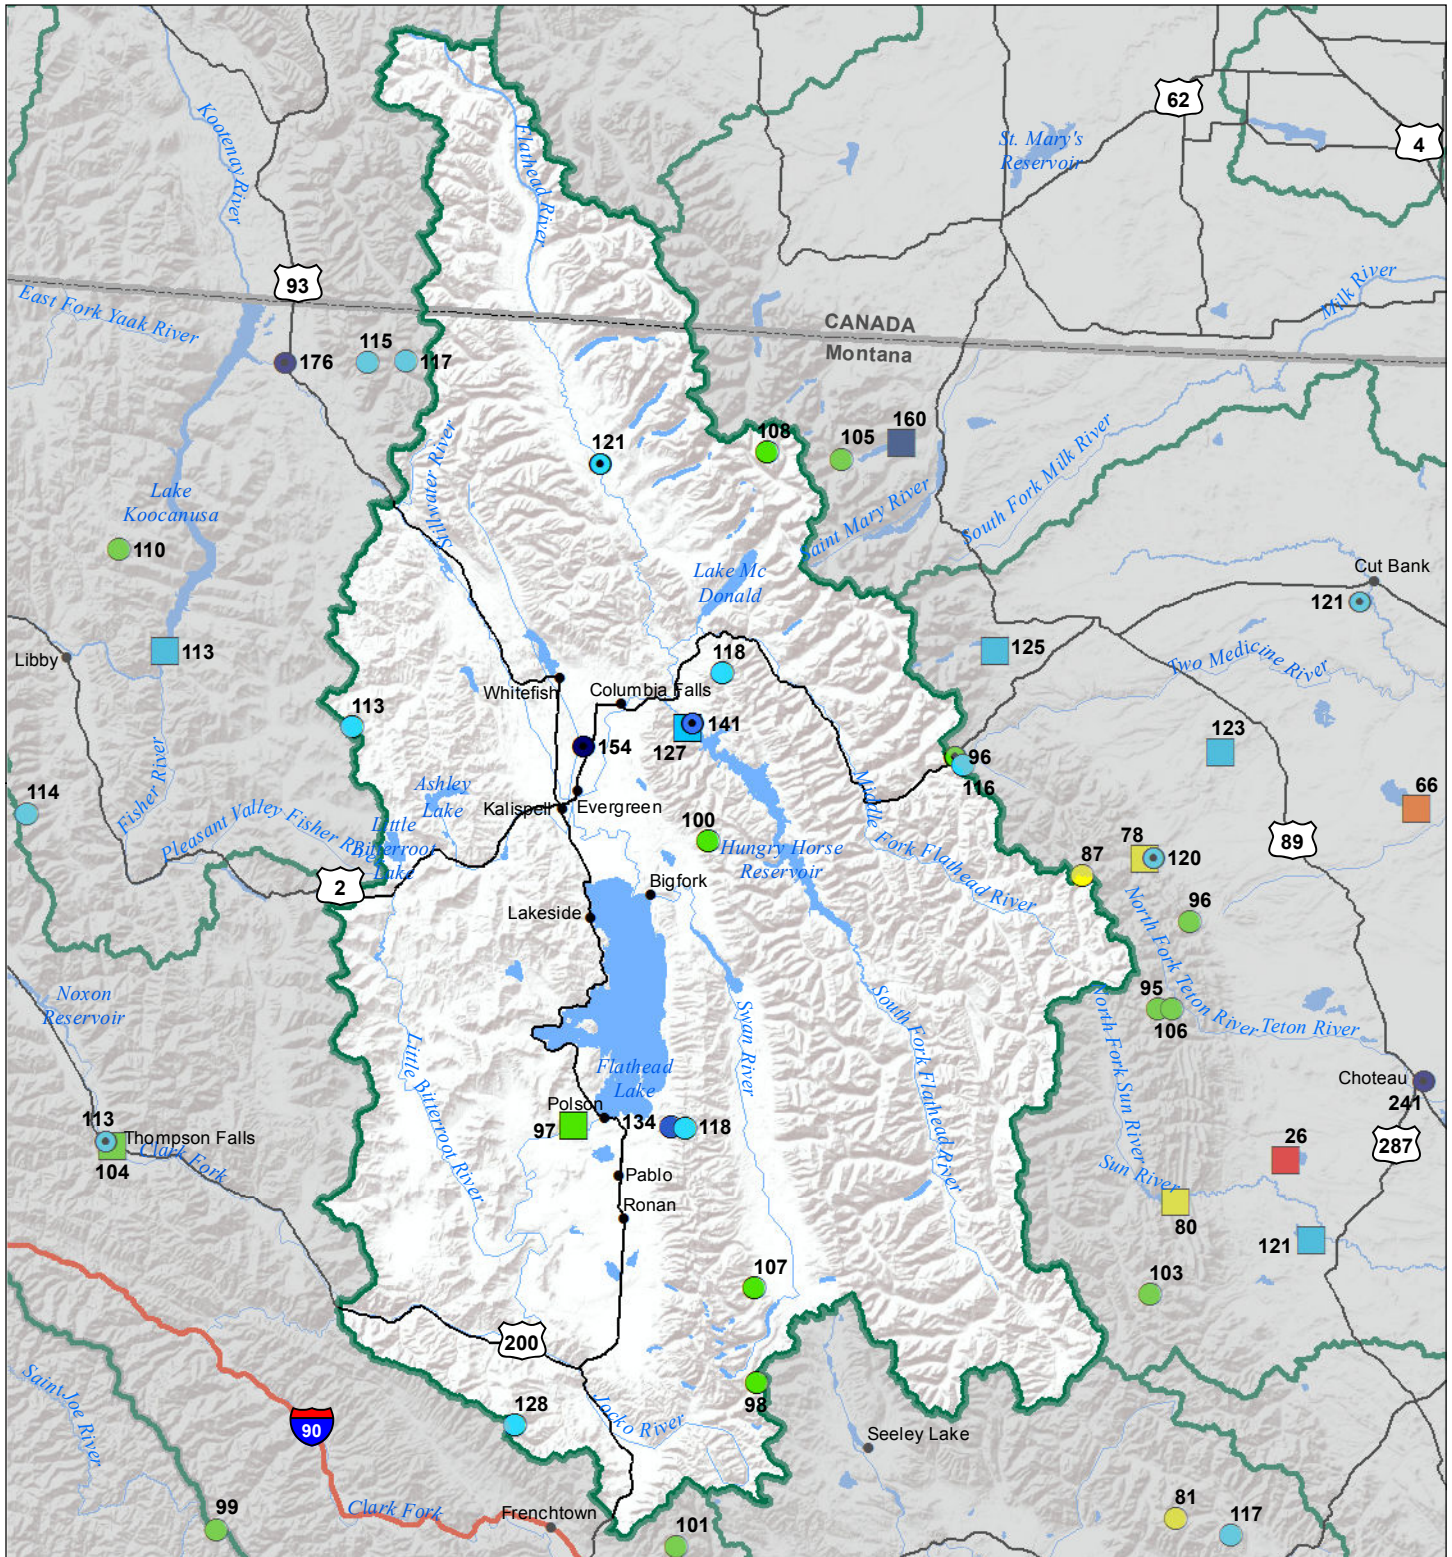 62
4
Kootenay River
Flathead River
St. Mary's
Reservoir
93
East Fork Yaak River
Milk River
CANADA
Montana
176
115
117
121
108
105
160
Stillwater River
South Fork Milk River
Saint Mary River
Lake
Koocanusa
110
Lake Mc
Donald
Cut Bank
121
Libby
113
118
125
Two Medicine River
Whitefish
Columbia Falls
113
141
127
154
123
96
116
Fisher River
Ashley
Lake
66
114
Kalispell
Evergreen
Pleasant Valley Fisher River
Little
Bitterroot
Lake
100
Hungry Horse
Reservoir
Middle Fork Flathead River
78
120
87
89
2
Bigfork
96
Lakeside
North Fork Teton River
Noxon
Reservoir
95
106
Teton River
Swan River
South Fork Flathead River
North Fork Sun River
Little Bitterroot River
Flathead
Lake
Choteau
241
Polson
97
134
118
113
Thompson Falls
104
Clark Fork
26
287
Pablo
Sun River
Ronan
80
121
107
103
200
98
128
Jocko River
Saint Joe River
90
Seeley Lake
Clark Fork
Frenchtown
99
101
81
117